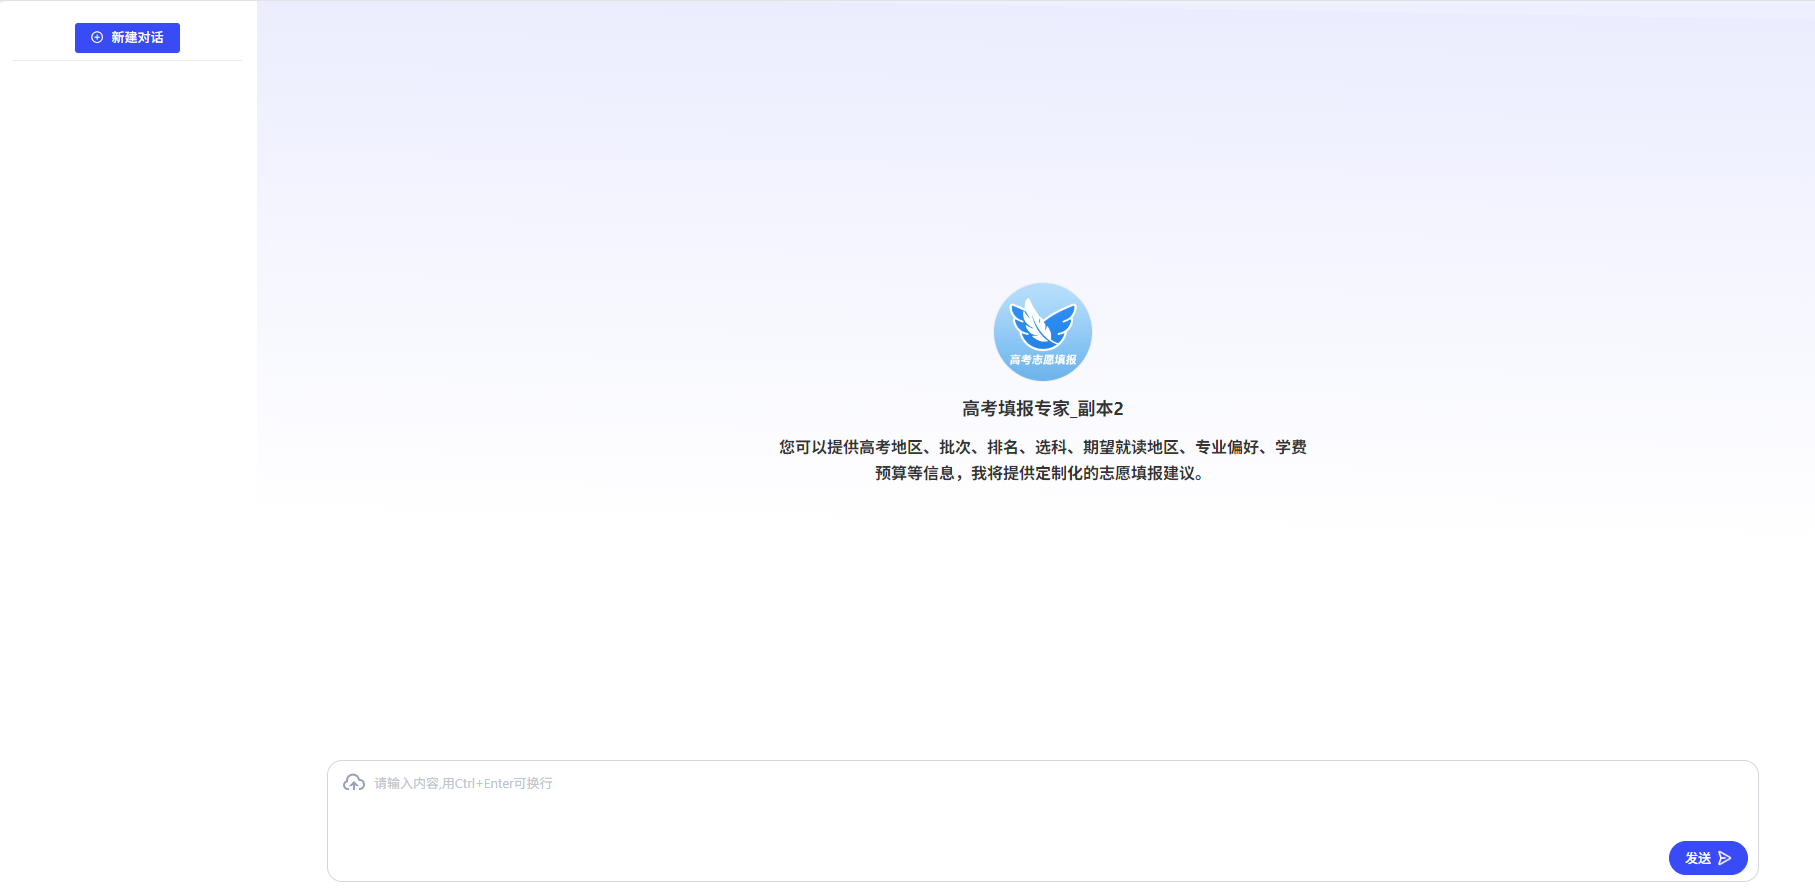 新建对话
高考志愿填报
高考填报专家_副本2
您可以提供高考地区、批次、排名、选科、期望就读地区、专业偏好、学费
预算等信息，我将提供定制化的志愿填报建议。
请输入内容,用Ctrl+Enter可换行
发送